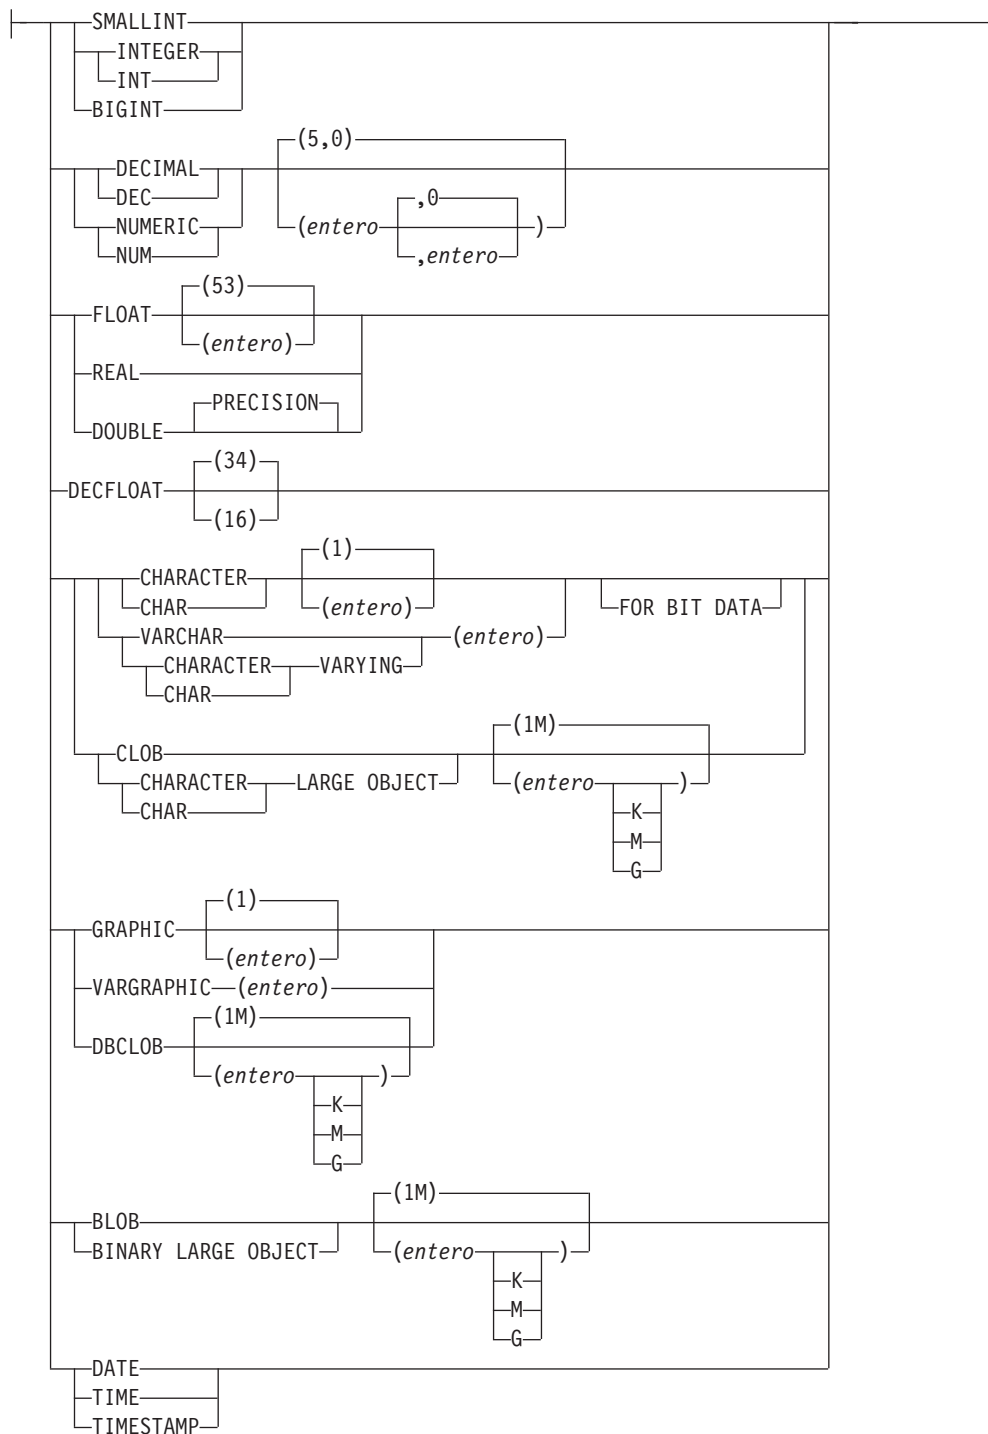 SMALLINT
INTEGER
INT
BIGINT
(5,0)
DECIMAL
DEC
,0
NUMERIC
(entero )
NUM
,entero
(53)
FLOAT
(entero)
REAL
PRECISION
DOUBLE
(34)
DECFLOAT
(16)
(1)
CHARACTER
CHAR
(entero)
FOR BIT DATA
VARCHAR
(entero)
CHARACTER
VARYING
CHAR
(1M)
CLOB
CHARACTER
LARGE OBJECT
(entero )
CHAR
K
M
G
(1)
GRAPHIC
(entero)
VARGRAPHIC
(entero)
(1M)
DBCLOB
(entero )
K
M
G
(1M)
BLOB
BINARY LARGE OBJECT
(entero )
K
M
G
DATE
TIME
TIMESTAMP